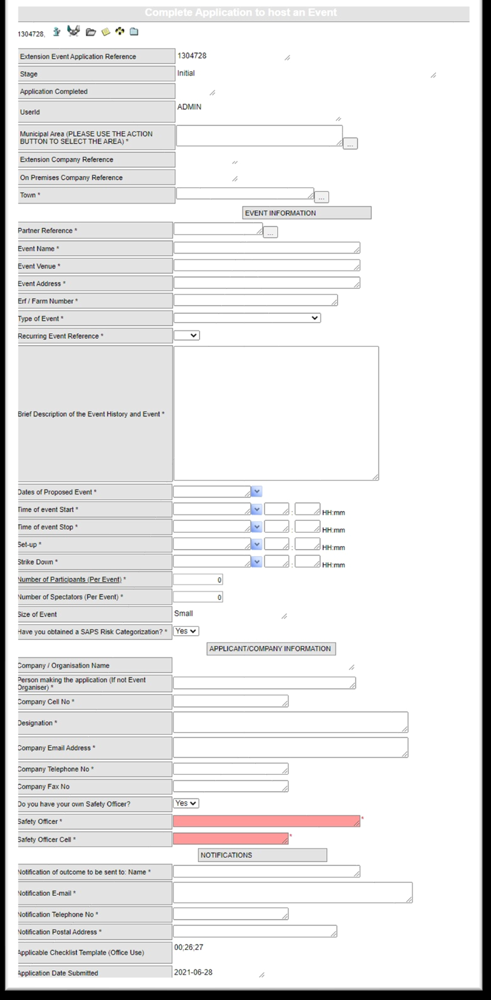 Complete Application to host an Event
1304728,
Extension Event Application Reference 1304728
Stage Initial
Application Completed
UserId ADMIN
Municipal Area (PLEASE USE THE ACTION
BUTTON TO SELECT THE AREA) * ...
Extension Company Reference
On Premises Company Reference
Town * ...
EVENT INFORMATION
Partner Reference * ...
Event Name *
Event Venue *
Event Address *
Erf / Farm Number *
Type of Event *
Recurring Event Reference *
Brief Description of the Event History and Event *
Dates of Proposed Event *
Time of event Start * : HH:mm
Time of event Stop * : HH:mm
Set-up * : HH:mm
Strike Down * : HH:mm
Number of Participants (Per Event) * 0
Number of Spectators (Per Event) * 0
Size of Event Small
Have you obtained a SAPS Risk Categorization? * Yes
APPLICANT/COMPANY INFORMATION
Company / Organisation Name
Person making the application (If not Event
Organiser) *
Company Cell No *
Designation *
Company Email Address *
Company Telephone No *
Company Fax No
Do you have your own Safety Officer? Yes
Safety Officer * *
Safety Officer Cell * *
NOTIFICATIONS
Notification of outcome to be sent to: Name *
Notification E-mail *
Notification Telephone No *
Notification Postal Address *
Applicable Checklist Template (Office Use) 00;26;27
Application Date Submitted 2021-06-28